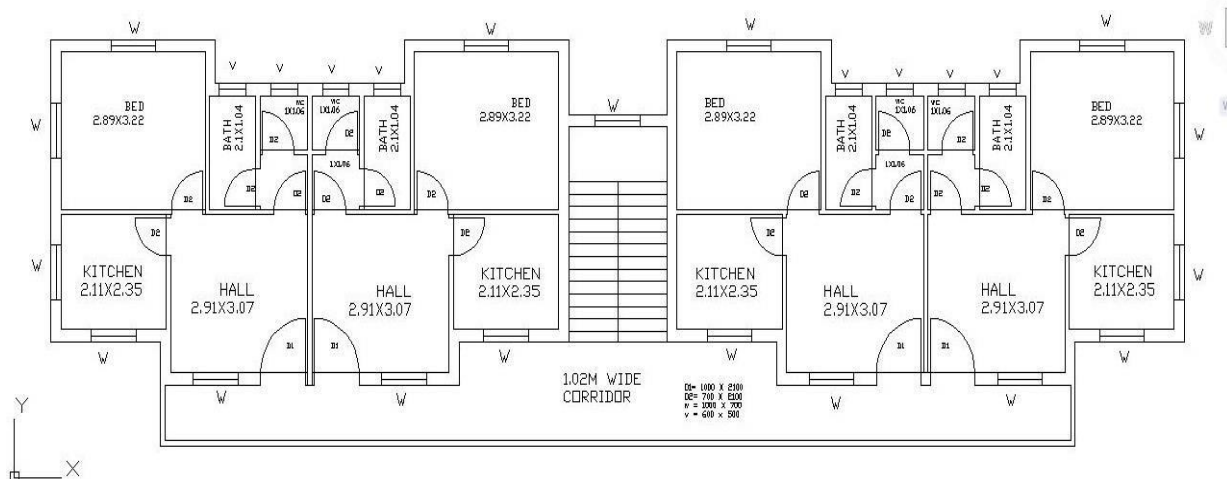 W W W W W
V V V V V V V V
BED
2.89X3.22
BATH
2.1X1.04
WC
1X1.06
WC
1X1.06
BATH
2.1X1.04
BED
2.89X3.22
W
BED
2.89X3.22
BATH
2.1X1.04
WC
1X1.06
WC
1X1.06
BATH
2.1X1.04
BED
2.89X3.22
W W
D2 D2 D2
1X1.06 1X1.06
D2 D2 D2 D2 D2 D2 D2 D2 D2 D2 D2 D2
D2 D2 D2 D2
W W
KITCHEN
2.11X2.35
HALL
2.91X3.07
HALL
2.91X3.07
KITCHEN
2.11X2.35
KITCHEN
2.11X2.35
HALL
2.91X3.07
HALL
2.91X3.07
KITCHEN
2.11X2.35
D1 D1 D1 D1
W W W W
W W W W
1.02M WIDE
CORRIDOR
D1= 1000 X 2100
D2= 700 X 2100
W = 1000 X 700
V = 600 x 500
Y
X